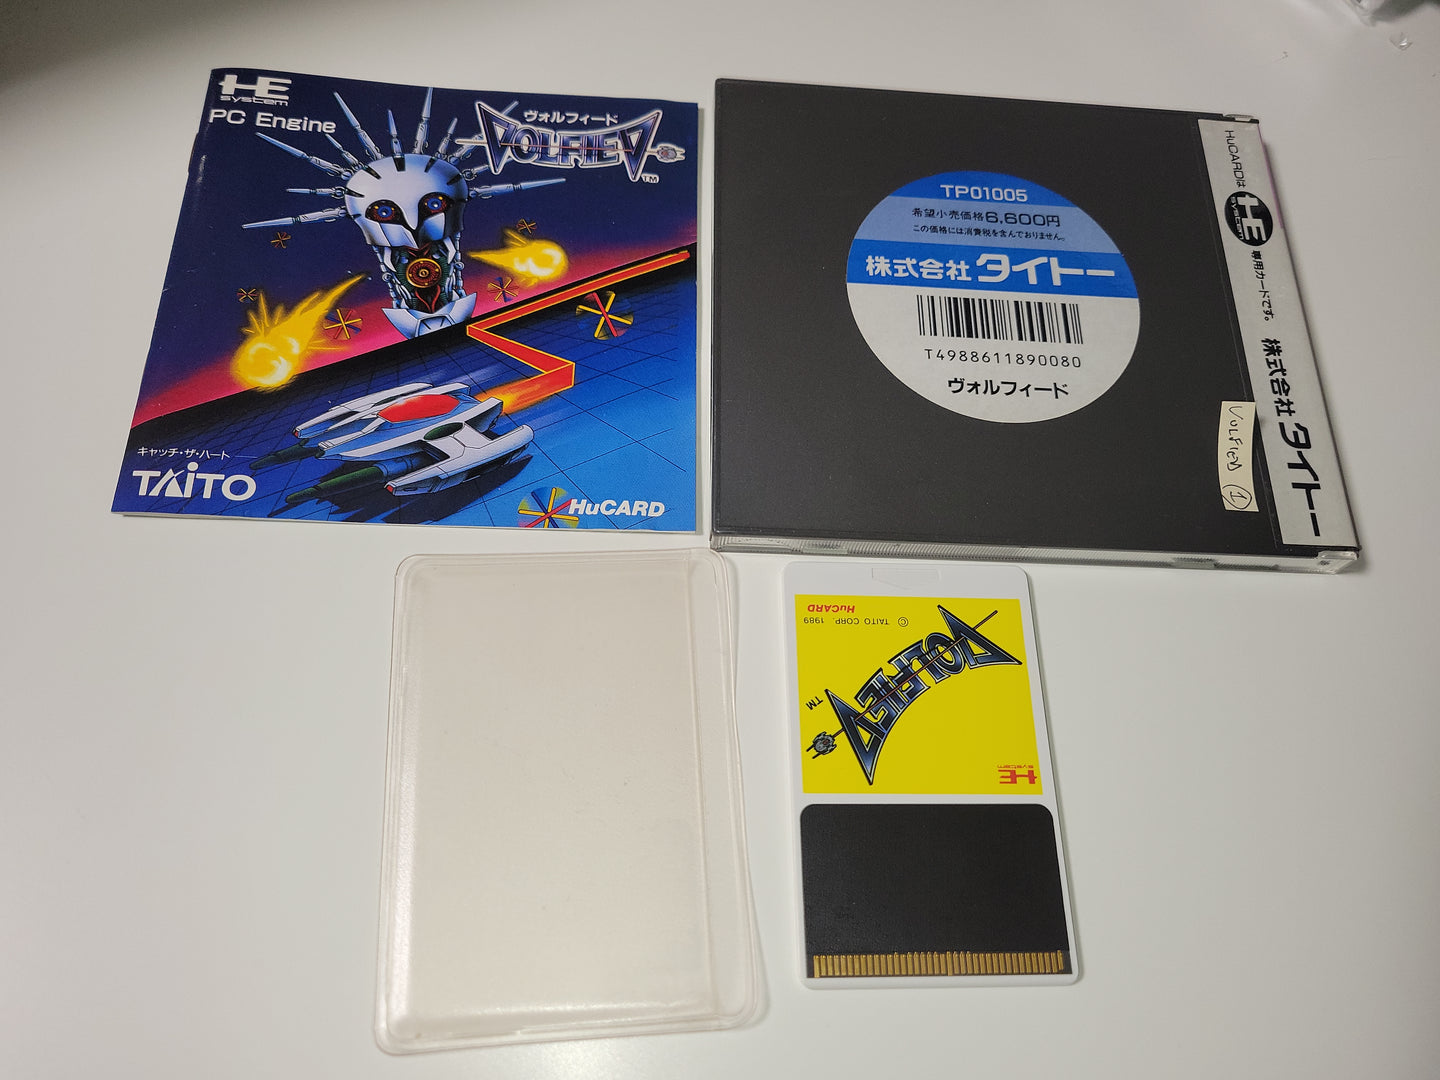 HE
system
PC Engine
ヴォルフィード
VOLFIED
TM
キャッチ・ザ・ハート
TAITO
HuCARD
TP01005
希望小売価格6,600円
この価格には消費税を含んでおりません。
株式会社タイトー
T4988611890080
ヴォルフィード
HuCARDは HE system 専用カードです。 株式会社タイトー
VOLFIED ①
HuCARD
© TAITO CORP. 1989
VOLFIED
TM
HE
system